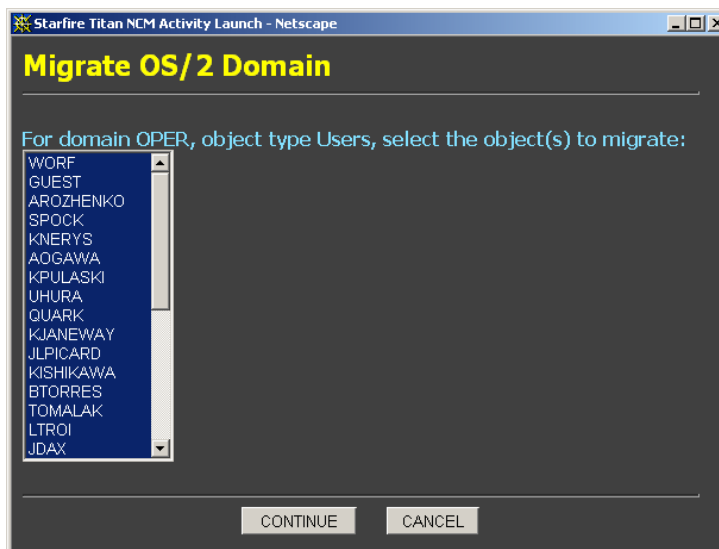 Starfire Titan NCM Activity Launch - Netscape
Migrate OS/2 Domain
For domain OPER, object type Users, select the object(s) to migrate:
WORF
GUEST
AROZHENKO
SPOCK
KNERYS
AOGAWA
KPULASKI
UHURA
QUARK
KJANEWAY
JLPICARD
KISHIKAWA
BTORRES
TOMALAK
LTROI
JDAX
CONTINUE CANCEL